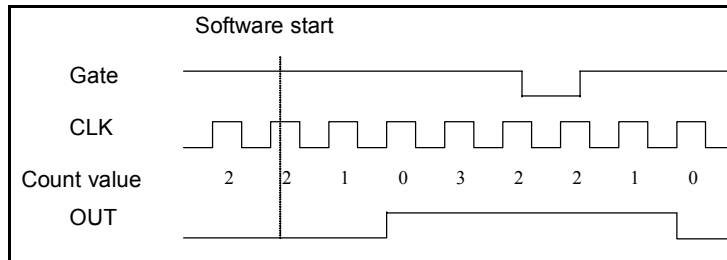 Software start
Gate
CLK
Count value 2 2 1 0 3 2 2 1 0
OUT